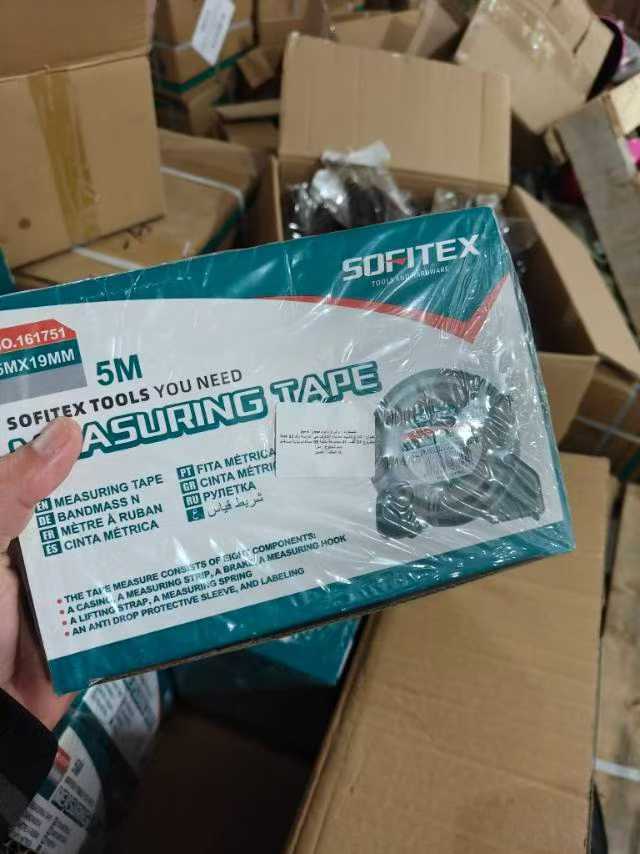 SOFITEX
TOOLS AND HARDWARE
NO.161751
5MX19MM
5M
SOFITEX TOOLS YOU NEED
MEASURING TAPE
EN MEASURING TAPE
DE BANDMASS N
FR MÈTRE À RUBAN
ES CINTA MÉTRICA
PT FITA MÉTRICA
GR CINTA MÉTRIC
RU РУЛЕТКА
ع شريط قياس
• THE TAPE MEASURE CONSISTS OF EIGHT COMPONENTS:
• A CASING, A MEASURING STRIP, A BRAKE, A MEASURING HOOK
• A LIFTING STRAP, A MEASURING SPRING
• AN ANTI DROP PROTECTIVE SLEEVE, AND LABELING